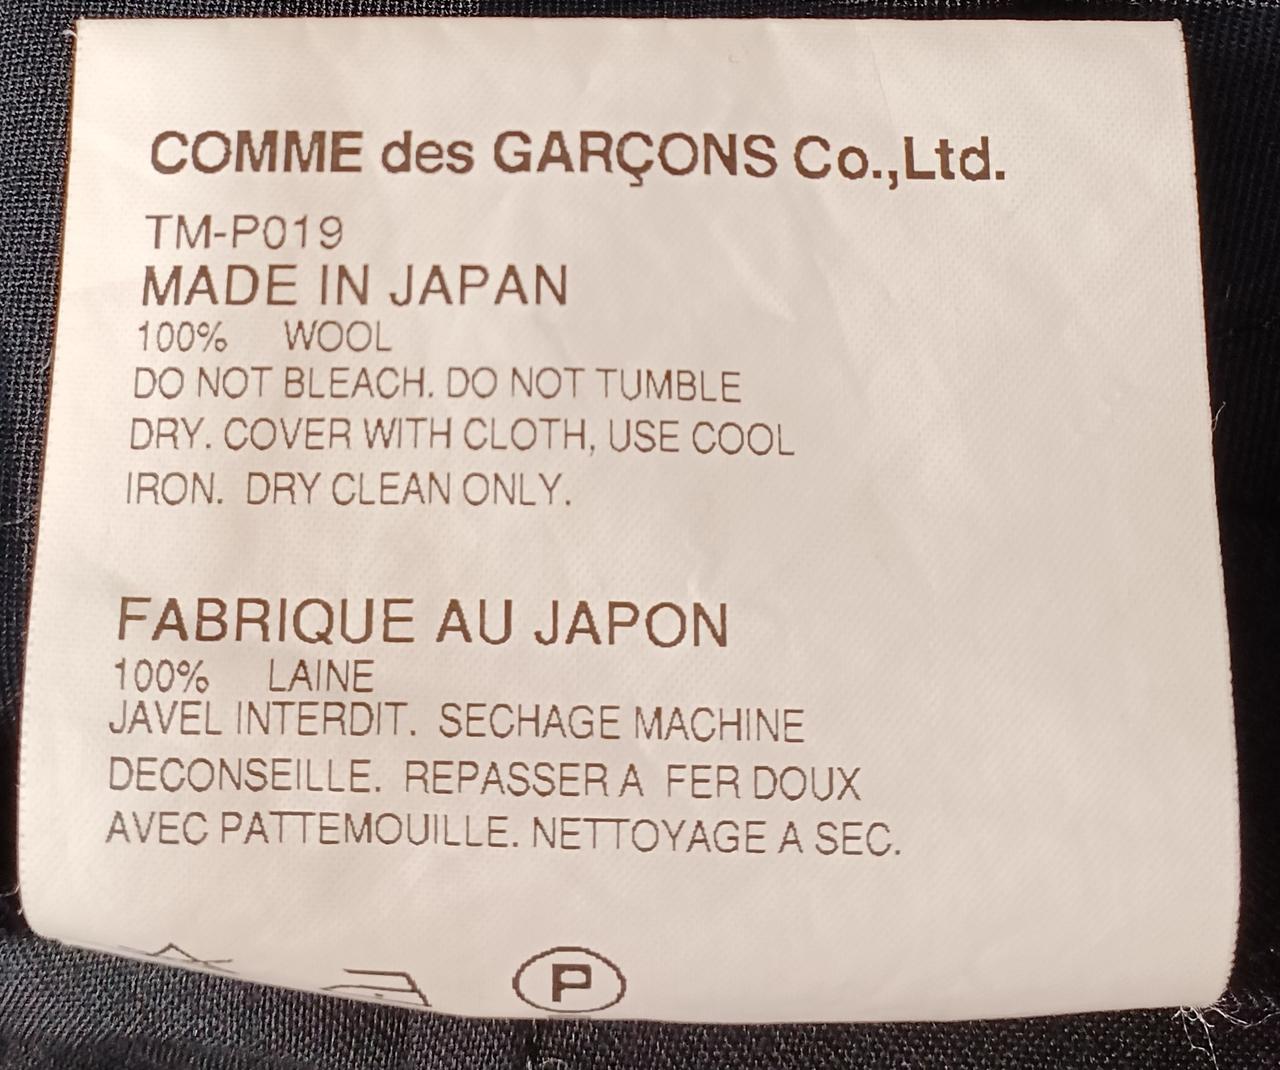 COMME des GARÇONS Co.,Ltd.
TM-P019
MADE IN JAPAN
100% WOOL
DO NOT BLEACH. DO NOT TUMBLE
DRY. COVER WITH CLOTH, USE COOL
IRON. DRY CLEAN ONLY.
FABRIQUE AU JAPON
100% LAINE
JAVEL INTERDIT. SECHAGE MACHINE
DECONSEILLE. REPASSER A FER DOUX
AVEC PATTEMOUILLE. NETTOYAGE A SEC.
P